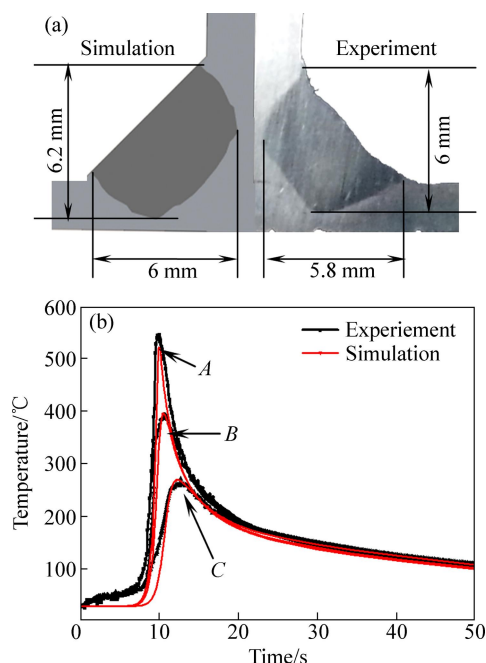 (a)
Simulation
Experiment
6.2 mm
6 mm
6 mm
5.8 mm
(b)
600
500
400
300
200
100
0
10
20
30
40
50
Temperature/℃
Time/s
Experiement
Simulation
A
B
C